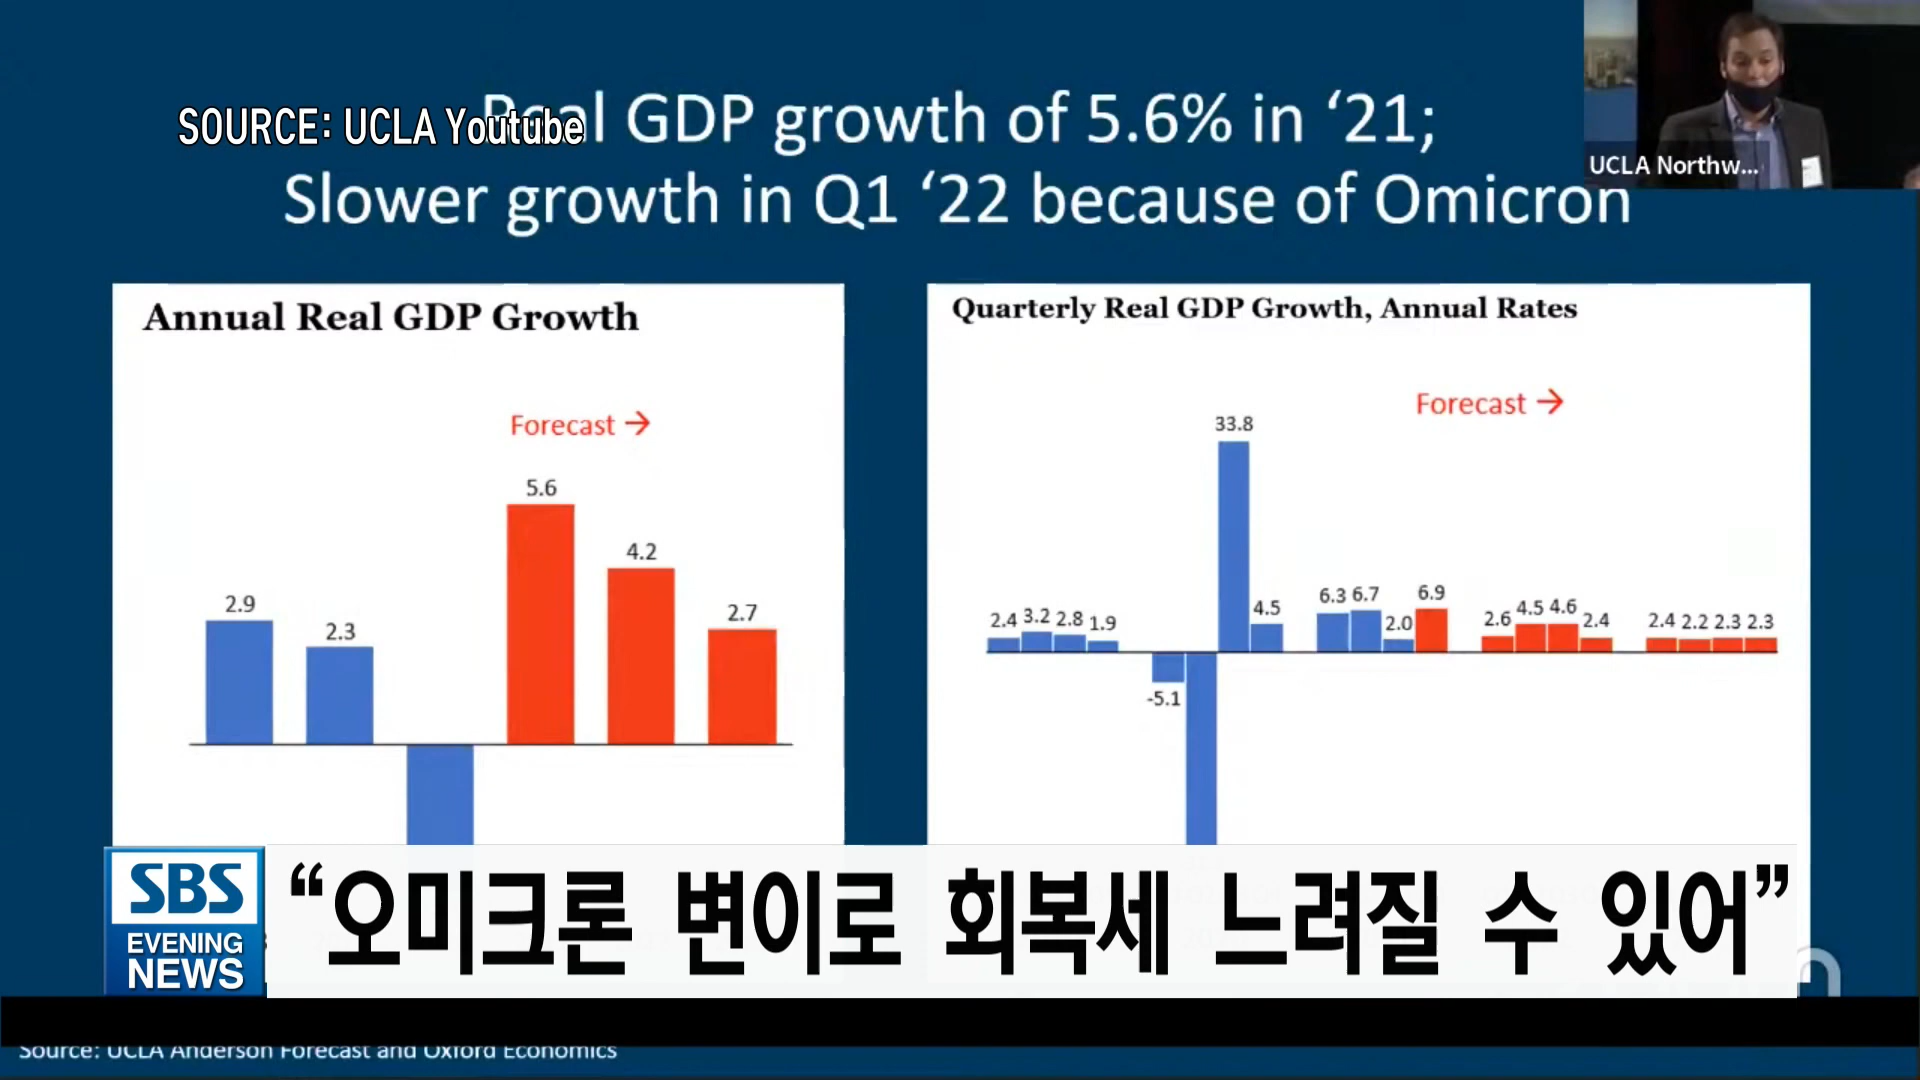 SOURCE: UCLA Youtube
Real GDP growth of 5.6% in ‘21;
Slower growth in Q1 ‘22 because of Omicron
UCLA Northw...
Annual Real GDP Growth
Forecast →
2.9
2.3
5.6
4.2
2.7
Quarterly Real GDP Growth, Annual Rates
Forecast →
2.4 3.2 2.8 1.9
-5.1
33.8
4.5
6.3 6.7 2.0 6.9
2.6 4.5 4.6 2.4
2.4 2.2 2.3 2.3
SBS
EVENING
NEWS
“오미크론 변이로 회복세 느려질 수 있어”
Source: UCLA Anderson Forecast and Oxford Economics